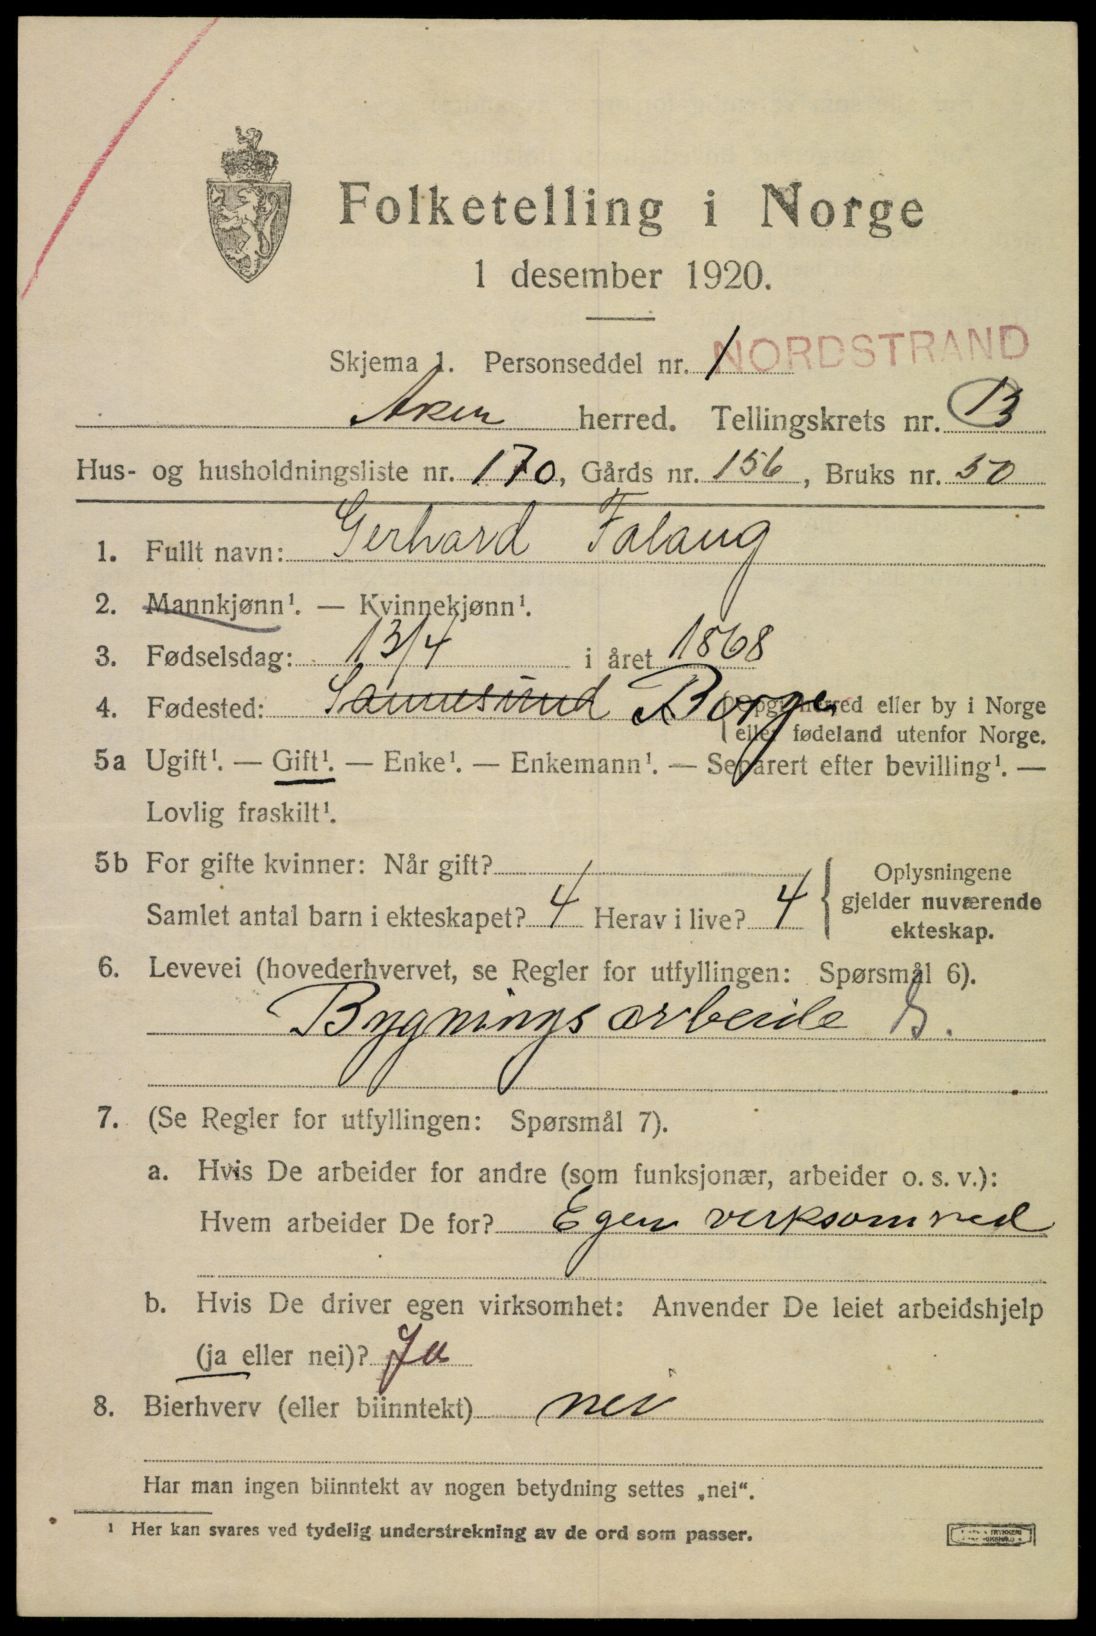 Folketelling i Norge
1 desember 1920.
Skjema 1. Personseddel nr. 1 NORDSTRAND
Aker herred. Tellingskrets nr. 13
Hus- og husholdningsliste nr. 170, Gårds nr. 156, Bruks nr. 50
1. Fullt navn: Gerhard Falang
2. Mannkjønn¹. — Kvinnekjønn¹.
3. Fødselsdag: 13/4 i året 1868
4. Fødested: Sannesund Borge (Opgi herred eller by i Norge
eller fødeland utenfor Norge.
5a Ugift¹. — Gift¹. — Enke¹. — Enkemann¹. — Separert efter bevilling¹. —
Lovlig fraskilt¹.
5b For gifte kvinner: Når gift?
Samlet antal barn i ekteskapet? 4 Herav i live? 4
Oplysningene
gjelder nuværende
ekteskap.
6. Levevei (hovederhvervet, se Regler for utfyllingen: Spørsmål 6).
Bygningsarbeide
7. (Se Regler for utfyllingen: Spørsmål 7).
a. Hvis De arbeider for andre (som funksjonær, arbeider o. s. v.):
Hvem arbeider De for? Egen verksomhed
b. Hvis De driver egen virksomhet: Anvender De leiet arbeidshjelp
(ja eller nei)? Ja
8. Bierhverv (eller biinntekt) nei
Har man ingen biinntekt av nogen betydning settes „nei“.
¹ Her kan svares ved tydelig understrekning av de ord som passer.